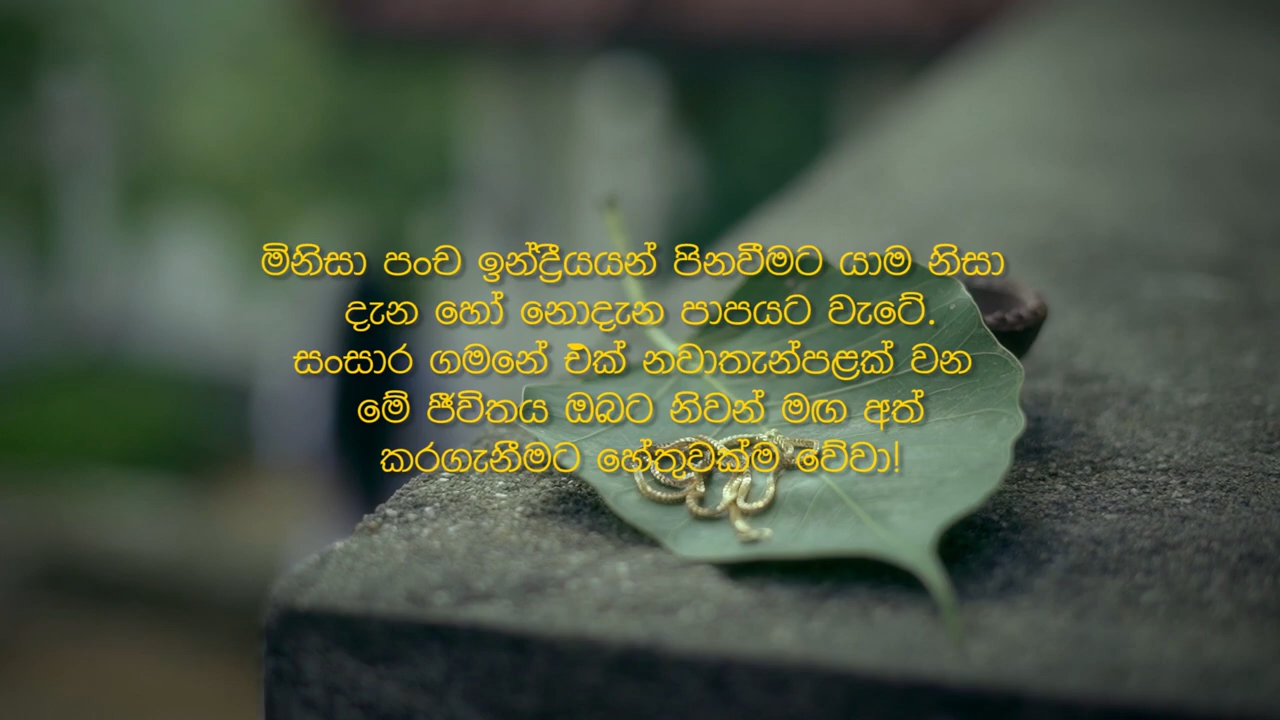 මිනිසා පංච ඉන්ද්‍රීයයන් පිනවීමට යාම නිසා
දැන හෝ නොදැන පාපයට වැටේ.
සංසාර ගමනේ එක් නවාතැන්පළක් වන
මේ ජීවිතය ඔබට නිවන් මඟ අත්
කරගැනීමට හේතුවක්ම වේවා!